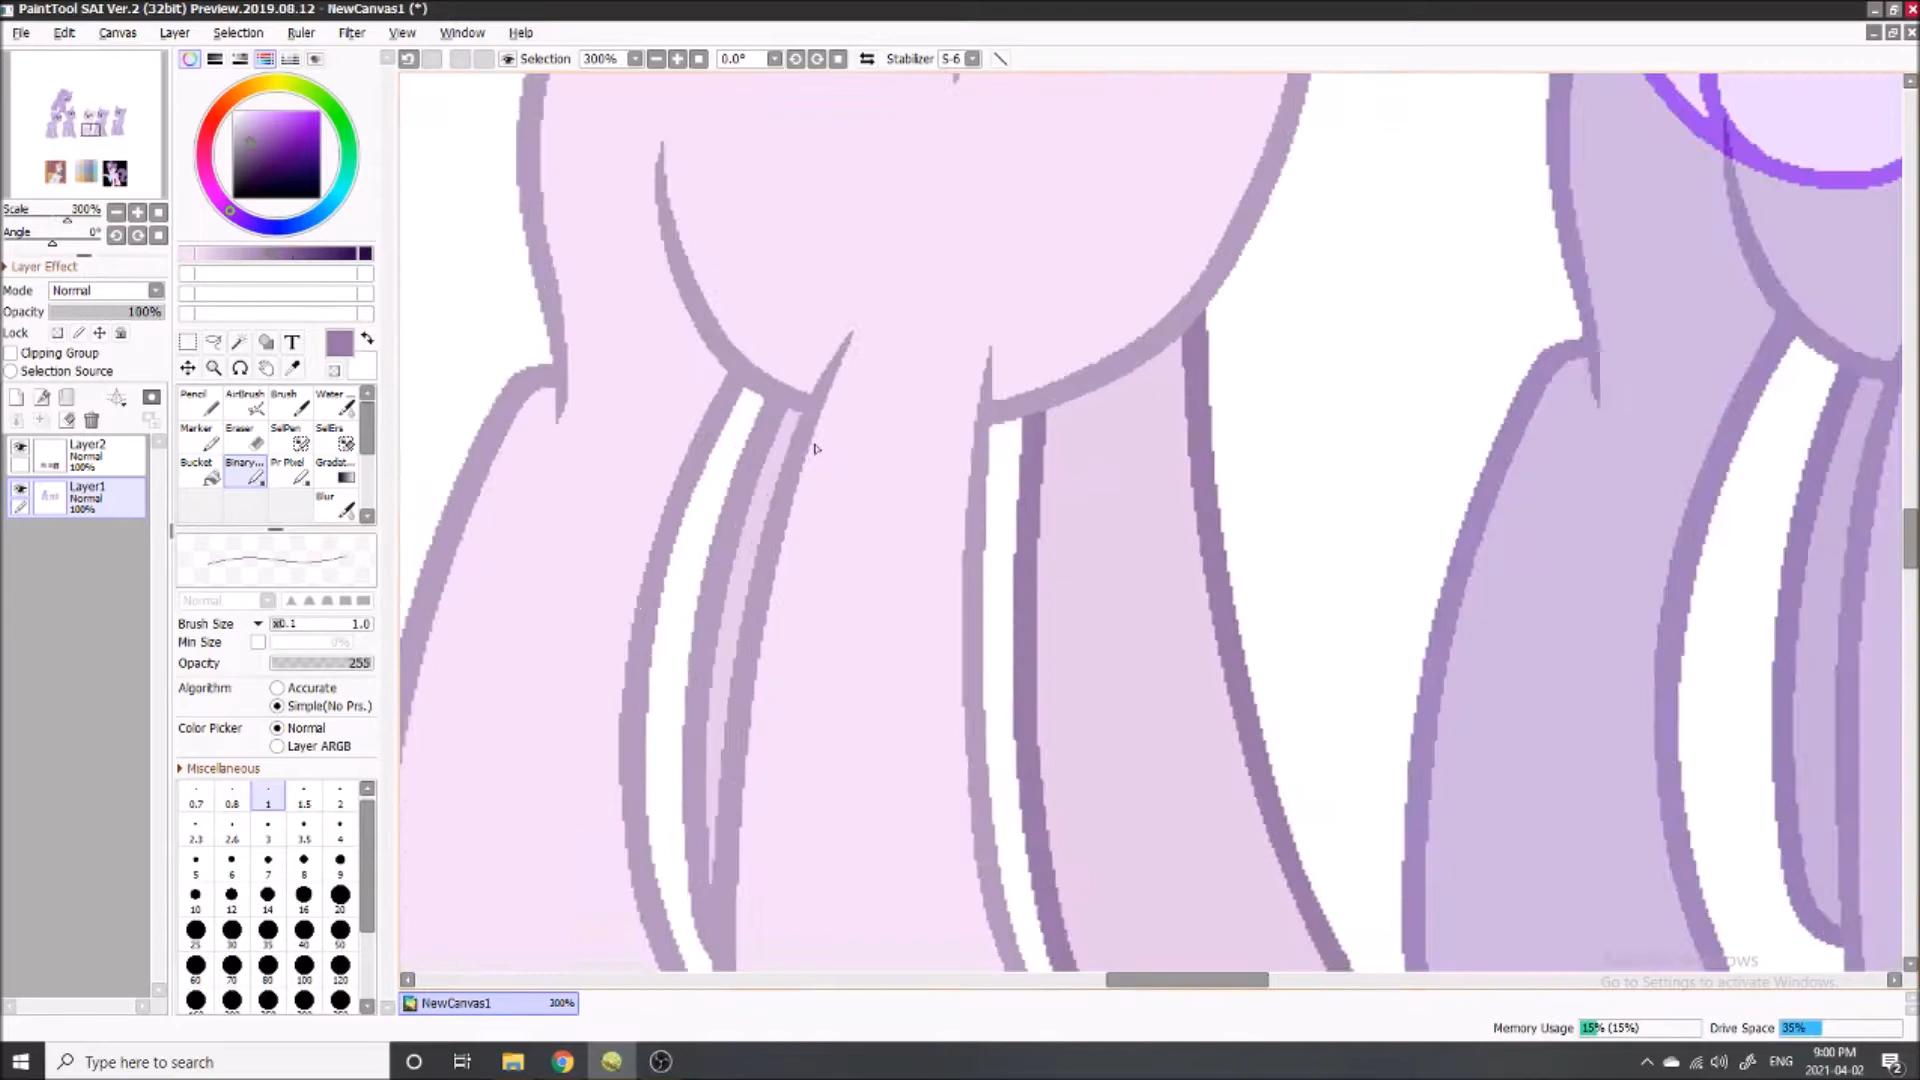 PaintTool SAI Ver.2 (32bit) Preview.2019.08.12 - NewCanvas1 (*)
File Edit Canvas Layer Selection Ruler Filter View Window Help
Selection 300% 0.0° Stabilizer S-6
Scale 300%
Angle 0°
Layer Effect
Mode Normal
Opacity 100%
Lock
Clipping Group
Selection Source
Layer2
Normal
100%
Layer1
Normal
100%
T
Pencil AirBrush Brush Water ...
Marker Eraser SelPen SelErs
Bucket Binary... Pr Pixel Gradat...
Blur
Normal
Brush Size x0.1 1.0
Min Size 0%
Opacity 255
Algorithm Accurate
Simple(No Prs.)
Color Picker Normal
Layer ARGB
Miscellaneous
0.7 0.8 1 1.5 2
2.3 2.6 3 3.5 4
5 6 7 8 9
10 12 14 16 20
25 30 35 40 50
60 70 80 100 120
Go to Settings to activate Windows.
NewCanvas1 300%
Memory Usage 15% (15%) Drive Space 35%
Type here to search
ENG
9:00 PM
2021-04-02
2